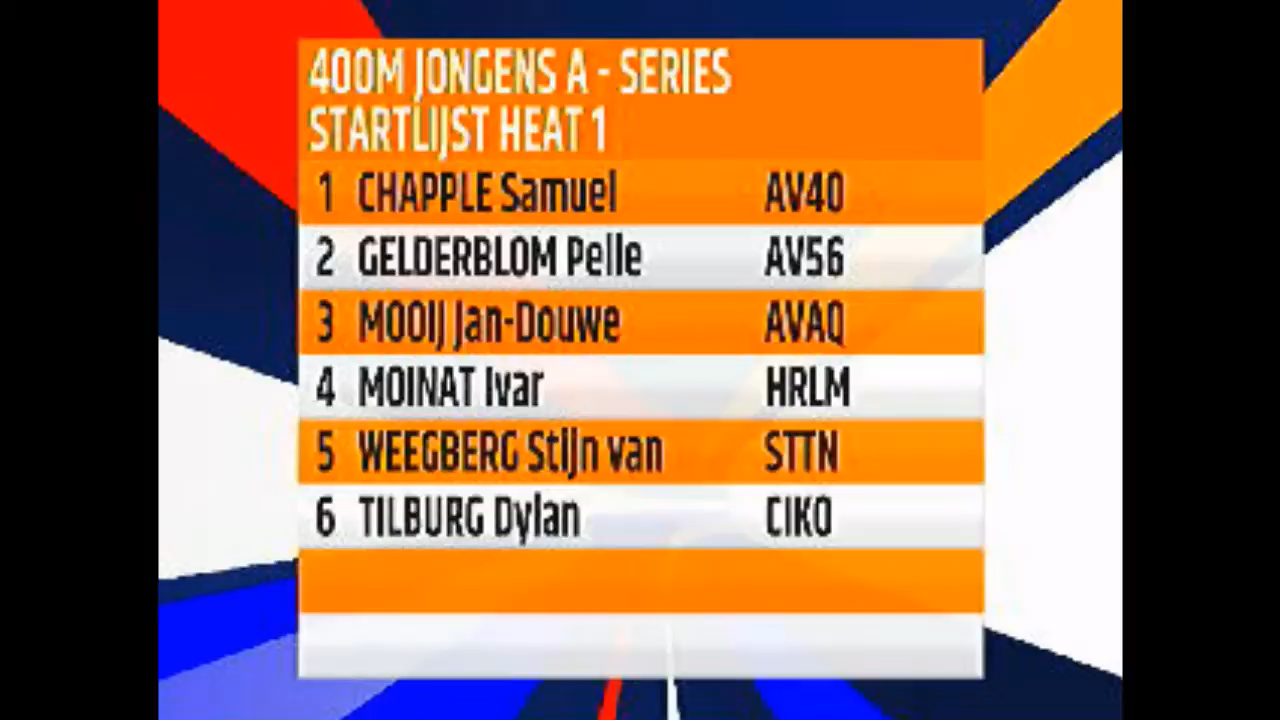 400M JONGENS A - SERIES
STARTLIJST HEAT 1
1 CHAPPLE Samuel AV40
2 GELDERBLOM Pelle AV56
3 MOOIJ Jan-Douwe AVAQ
4 MOINAT Ivar HRLM
5 WEEGBERG Stijn van STTN
6 TILBURG Dylan CIKO